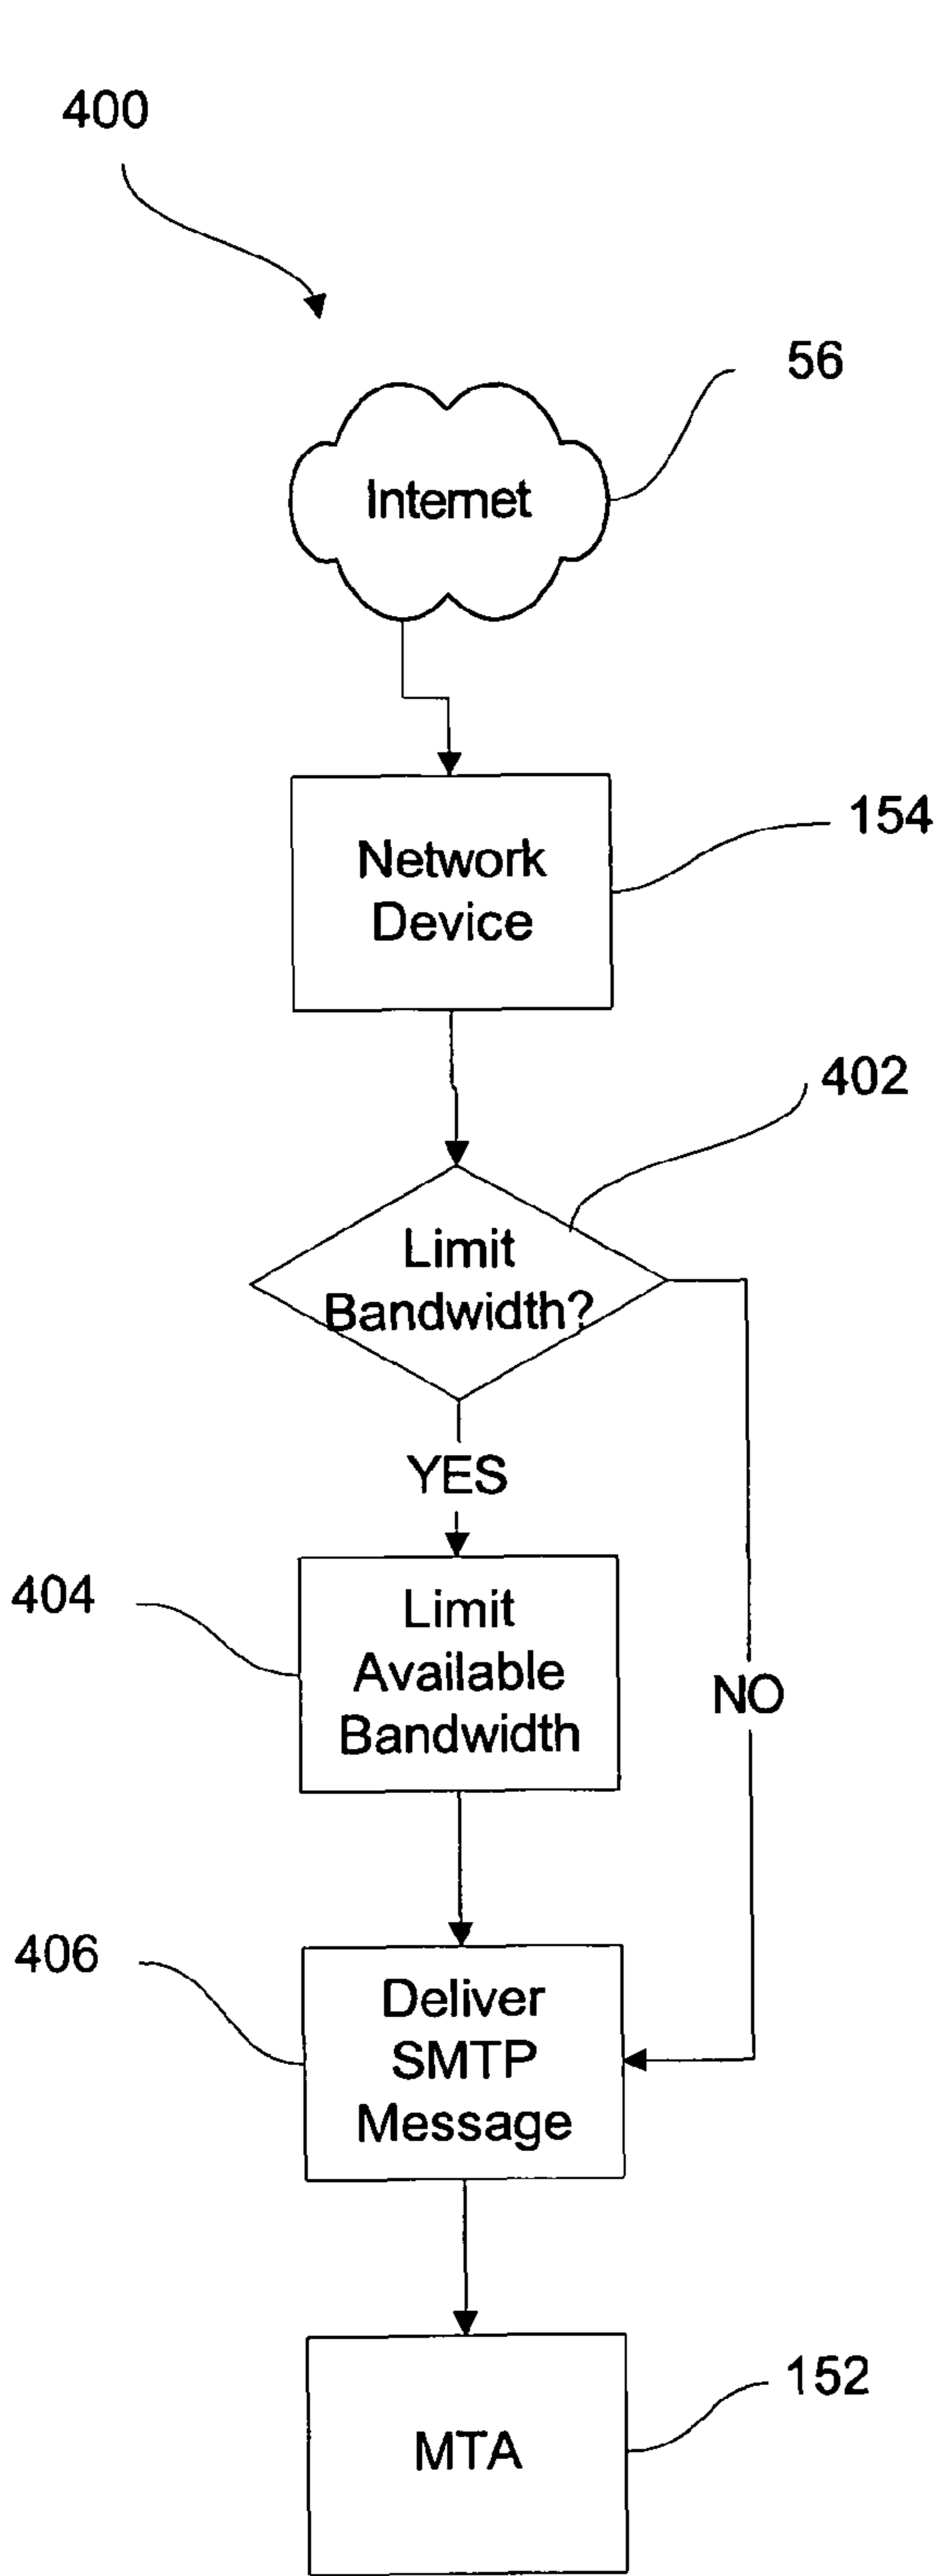 400
56
Internet
154
Network
Device
402
Limit
Bandwidth?
YES
404
Limit
Available
Bandwidth
NO
406
Deliver
SMTP
Message
152
MTA